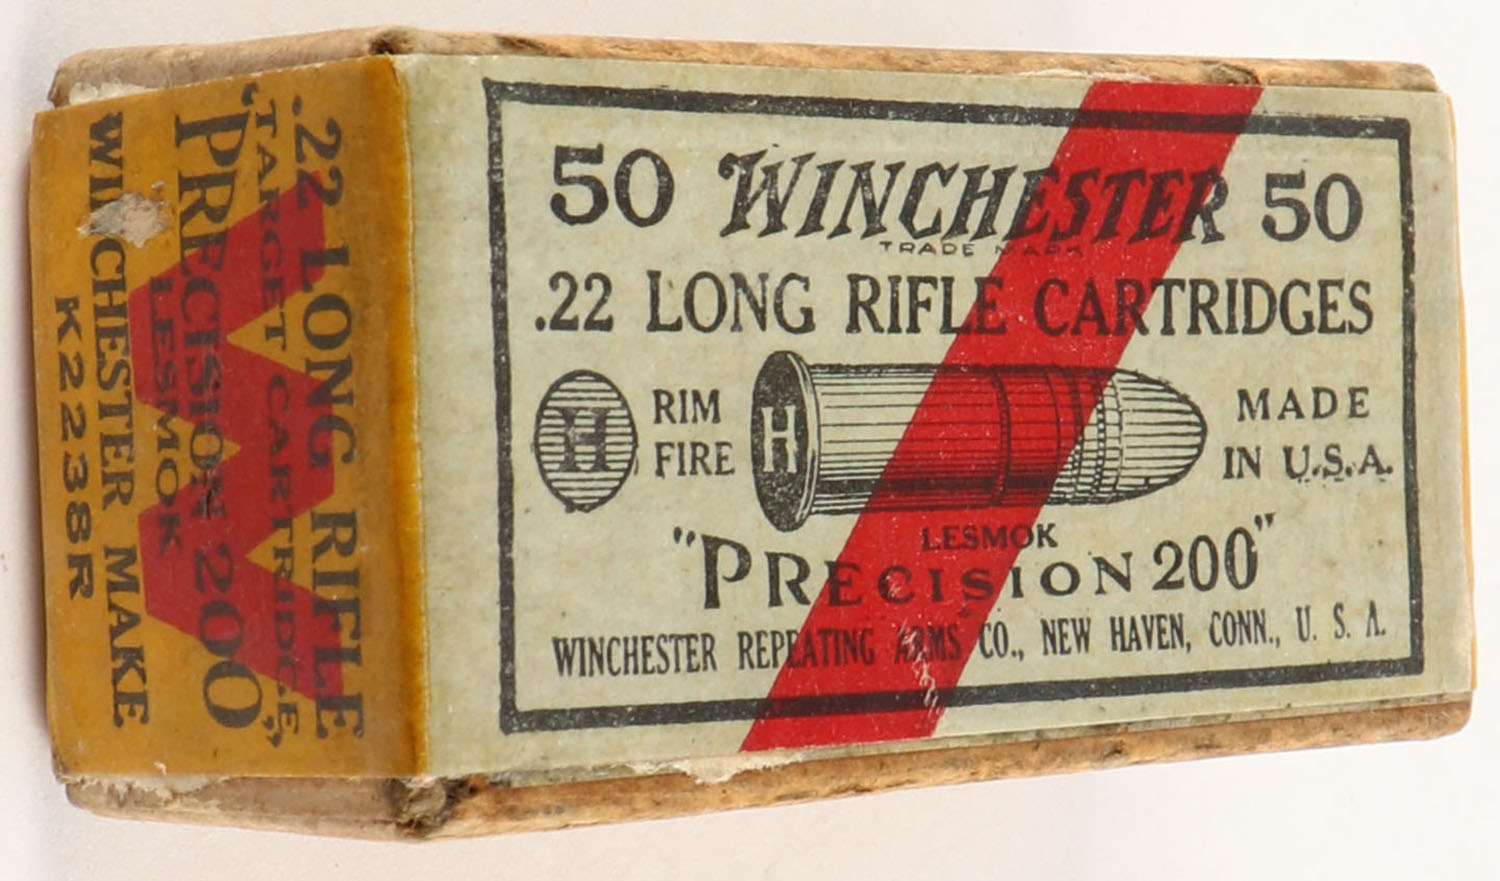 .22 LONG RIFLE
"TARGET CARTRIDGE,"
"PRECISION 200"
LESMOK
WINCHESTER MAKE
K2238R
50 WINCHESTER 50
TRADE MARK
.22 LONG RIFLE CARTRIDGES
H RIM FIRE H MADE IN U.S.A.
LESMOK
"PRECISION 200"
WINCHESTER REPEATING ARMS CO., NEW HAVEN, CONN., U. S. A.